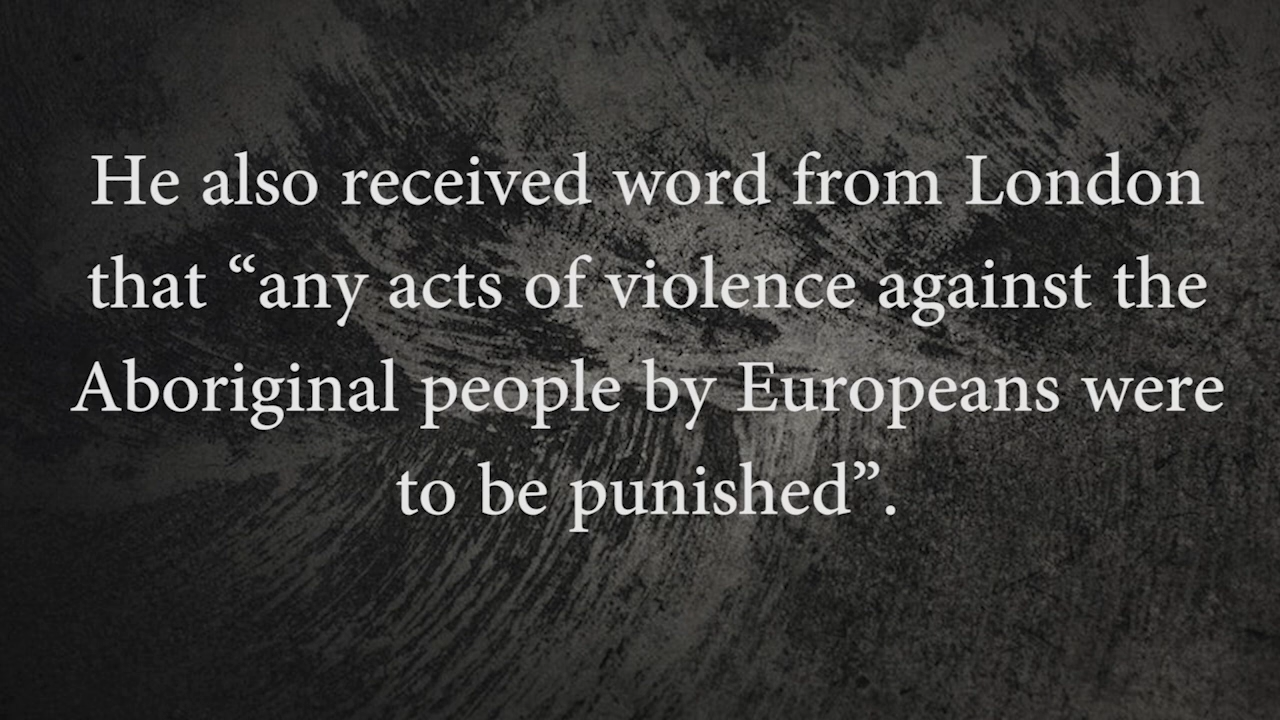 He also received word from London
that “any acts of violence against the
Aboriginal people by Europeans were
to be punished”.